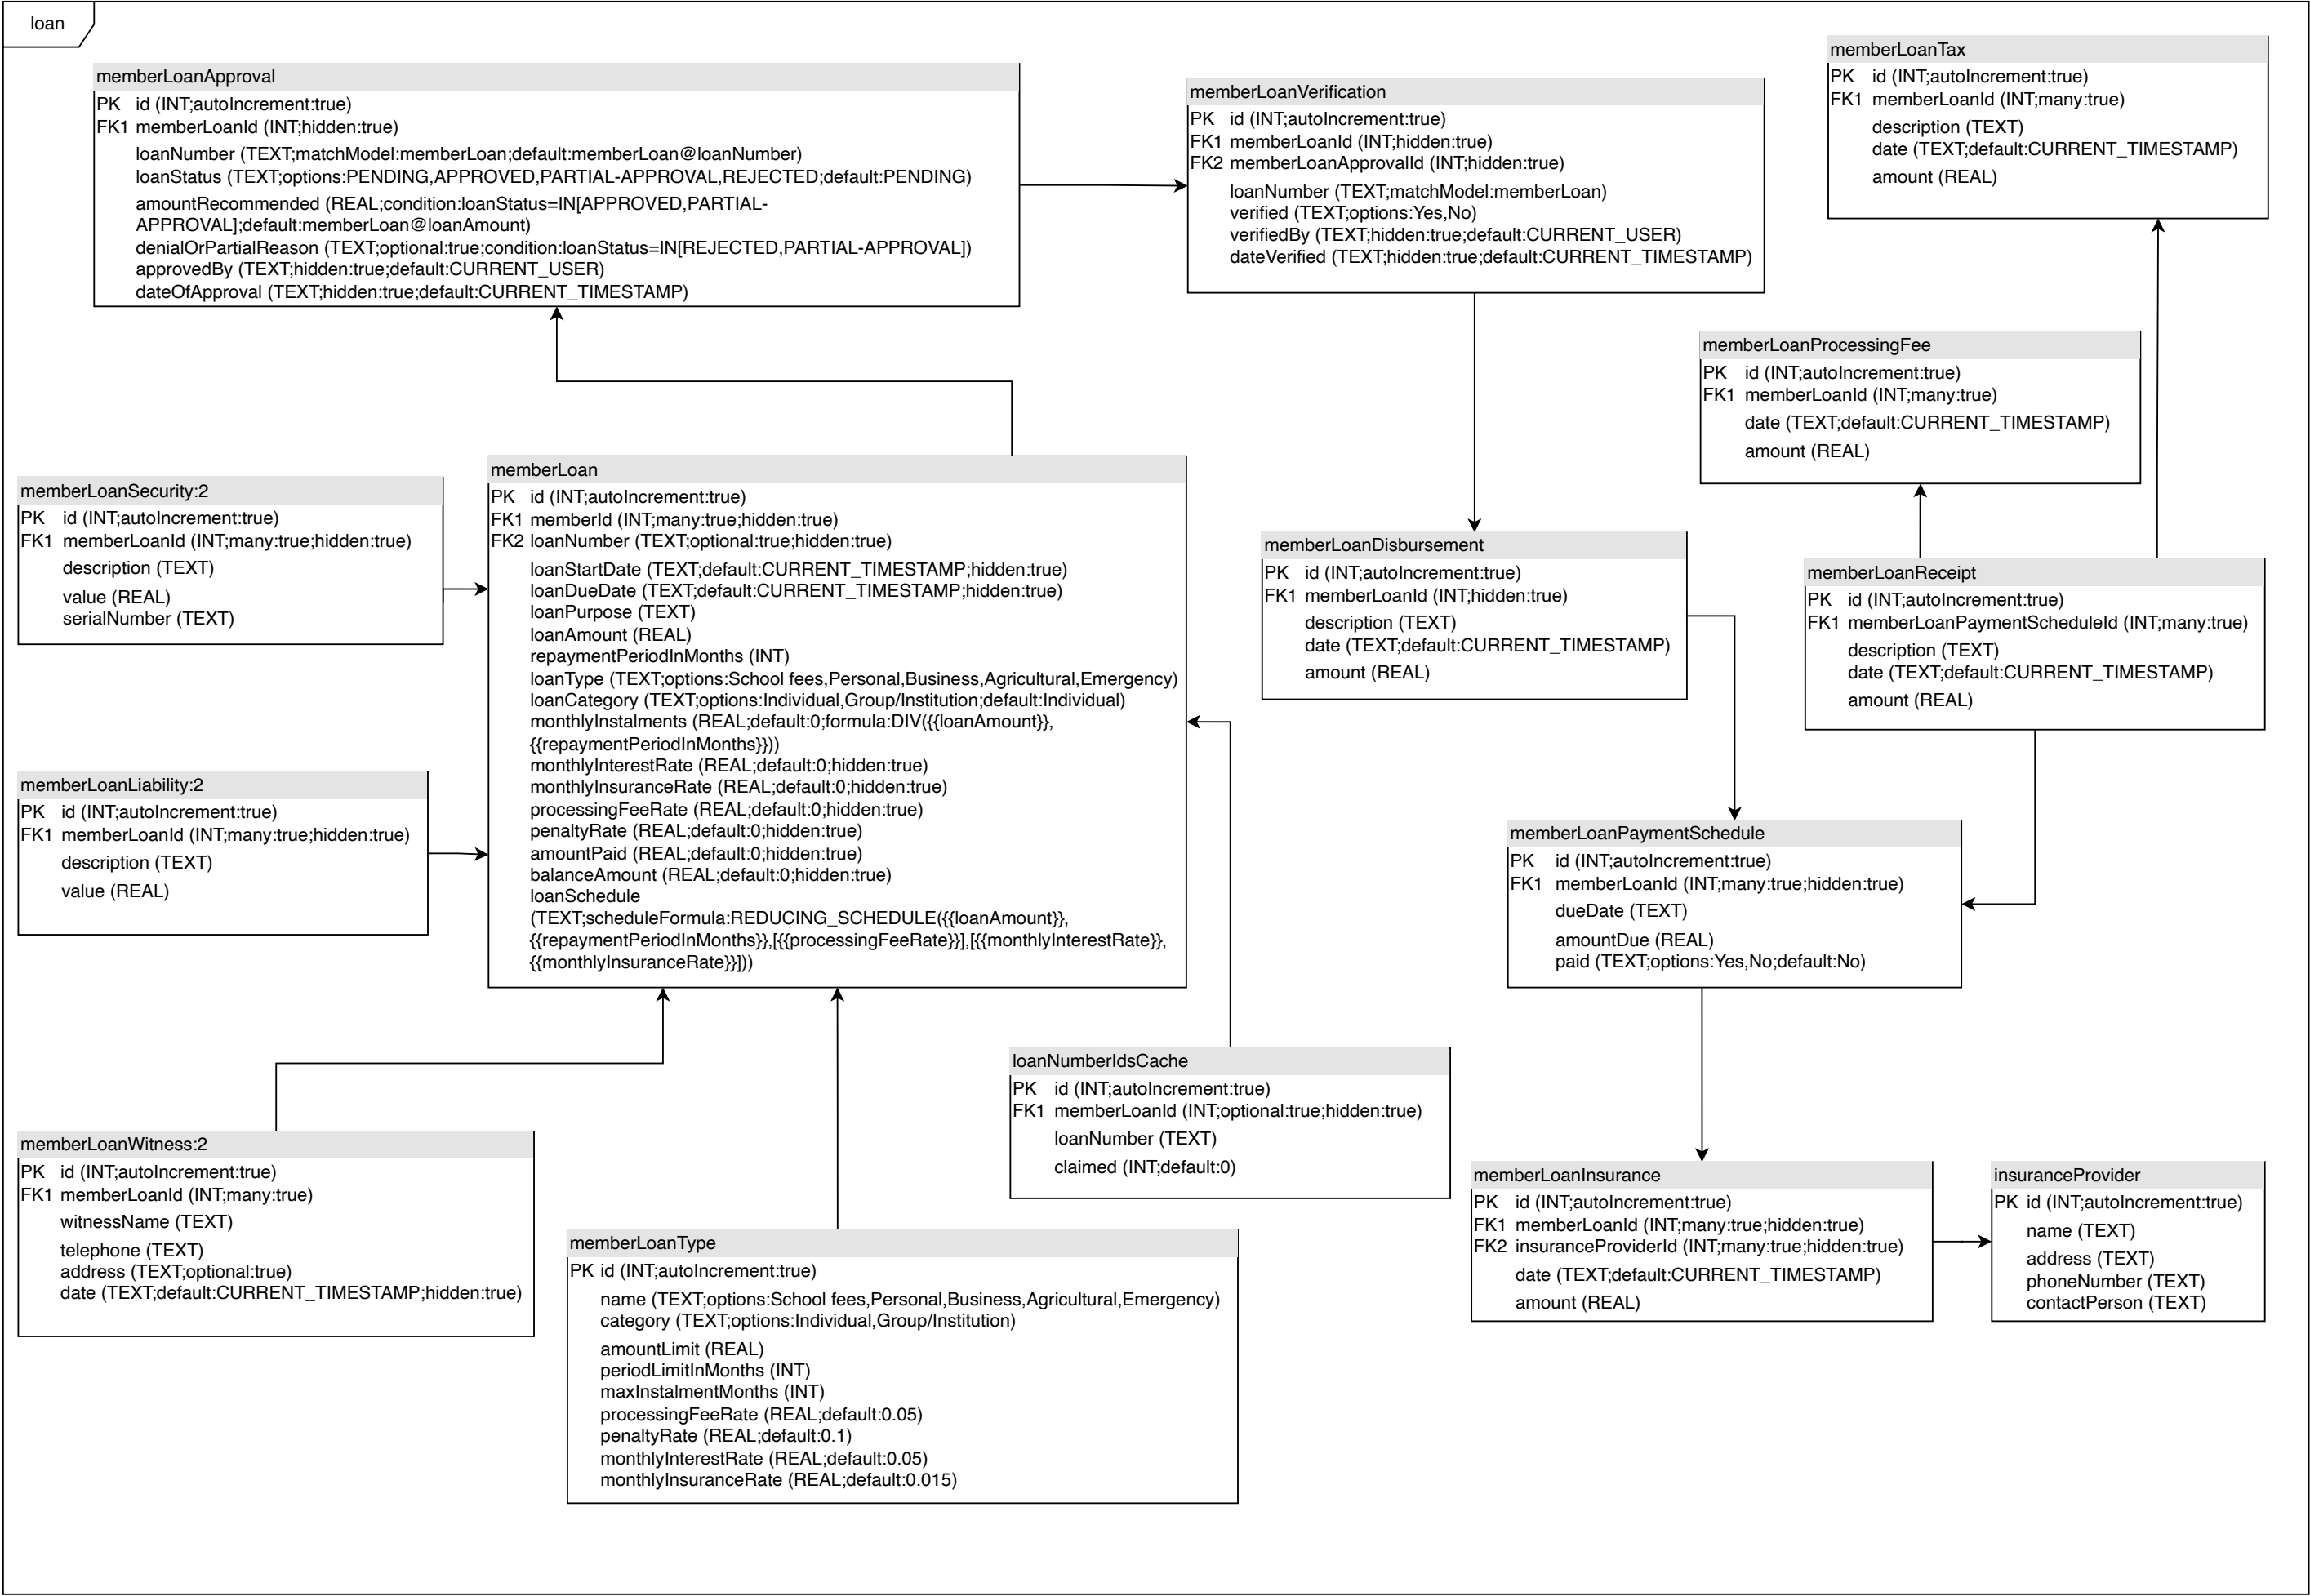 loan
memberLoanApproval
PK id (INT;autoIncrement:true)
FK1 memberLoanId (INT;hidden:true)
loanNumber (TEXT;matchModel:memberLoan;default:memberLoan@loanNumber)
loanStatus (TEXT;options:PENDING,APPROVED,PARTIAL-APPROVAL,REJECTED;default:PENDING)
amountRecommended (REAL;condition:loanStatus=IN[APPROVED,PARTIAL-
APPROVAL];default:memberLoan@loanAmount)
denialOrPartialReason (TEXT;optional:true;condition:loanStatus=IN[REJECTED,PARTIAL-APPROVAL])
approvedBy (TEXT;hidden:true;default:CURRENT_USER)
dateOfApproval (TEXT;hidden:true;default:CURRENT_TIMESTAMP)
memberLoanVerification
PK id (INT;autoIncrement:true)
FK1 memberLoanId (INT;hidden:true)
FK2 memberLoanApprovalId (INT;hidden:true)
loanNumber (TEXT;matchModel:memberLoan)
verified (TEXT;options:Yes,No)
verifiedBy (TEXT;hidden:true;default:CURRENT_USER)
dateVerified (TEXT;hidden:true;default:CURRENT_TIMESTAMP)
memberLoanTax
PK id (INT;autoIncrement:true)
FK1 memberLoanId (INT;many:true)
description (TEXT)
date (TEXT;default:CURRENT_TIMESTAMP)
amount (REAL)
memberLoanProcessingFee
PK id (INT;autoIncrement:true)
FK1 memberLoanId (INT;many:true)
date (TEXT;default:CURRENT_TIMESTAMP)
amount (REAL)
memberLoanSecurity:2
PK id (INT;autoIncrement:true)
FK1 memberLoanId (INT;many:true;hidden:true)
description (TEXT)
value (REAL)
serialNumber (TEXT)
memberLoan
PK id (INT;autoIncrement:true)
FK1 memberId (INT;many:true;hidden:true)
FK2 loanNumber (TEXT;optional:true;hidden:true)
loanStartDate (TEXT;default:CURRENT_TIMESTAMP;hidden:true)
loanDueDate (TEXT;default:CURRENT_TIMESTAMP;hidden:true)
loanPurpose (TEXT)
loanAmount (REAL)
repaymentPeriodInMonths (INT)
loanType (TEXT;options:School fees,Personal,Business,Agricultural,Emergency)
loanCategory (TEXT;options:Individual,Group/Institution;default:Individual)
monthlyInstalments (REAL;default:0;formula:DIV({{loanAmount}},
{{repaymentPeriodInMonths}}))
monthlyInterestRate (REAL;default:0;hidden:true)
monthlyInsuranceRate (REAL;default:0;hidden:true)
processingFeeRate (REAL;default:0;hidden:true)
penaltyRate (REAL;default:0;hidden:true)
amountPaid (REAL;default:0;hidden:true)
balanceAmount (REAL;default:0;hidden:true)
loanSchedule
(TEXT;scheduleFormula:REDUCING_SCHEDULE({{loanAmount}},
{{repaymentPeriodInMonths}},[{{processingFeeRate}}],[{{monthlyInterestRate}},
{{monthlyInsuranceRate}}]))
memberLoanDisbursement
PK id (INT;autoIncrement:true)
FK1 memberLoanId (INT;hidden:true)
description (TEXT)
date (TEXT;default:CURRENT_TIMESTAMP)
amount (REAL)
memberLoanReceipt
PK id (INT;autoIncrement:true)
FK1 memberLoanPaymentScheduleId (INT;many:true)
description (TEXT)
date (TEXT;default:CURRENT_TIMESTAMP)
amount (REAL)
memberLoanLiability:2
PK id (INT;autoIncrement:true)
FK1 memberLoanId (INT;many:true;hidden:true)
description (TEXT)
value (REAL)
memberLoanPaymentSchedule
PK id (INT;autoIncrement:true)
FK1 memberLoanId (INT;many:true;hidden:true)
dueDate (TEXT)
amountDue (REAL)
paid (TEXT;options:Yes,No;default:No)
loanNumberIdsCache
PK id (INT;autoIncrement:true)
FK1 memberLoanId (INT;optional:true;hidden:true)
loanNumber (TEXT)
claimed (INT;default:0)
memberLoanWitness:2
PK id (INT;autoIncrement:true)
FK1 memberLoanId (INT;many:true)
witnessName (TEXT)
telephone (TEXT)
address (TEXT;optional:true)
date (TEXT;default:CURRENT_TIMESTAMP;hidden:true)
memberLoanType
PK id (INT;autoIncrement:true)
name (TEXT;options:School fees,Personal,Business,Agricultural,Emergency)
category (TEXT;options:Individual,Group/Institution)
amountLimit (REAL)
periodLimitInMonths (INT)
maxInstalmentMonths (INT)
processingFeeRate (REAL;default:0.05)
penaltyRate (REAL;default:0.1)
monthlyInterestRate (REAL;default:0.05)
monthlyInsuranceRate (REAL;default:0.015)
memberLoanInsurance
PK id (INT;autoIncrement:true)
FK1 memberLoanId (INT;many:true;hidden:true)
FK2 insuranceProviderId (INT;many:true;hidden:true)
date (TEXT;default:CURRENT_TIMESTAMP)
amount (REAL)
insuranceProvider
PK id (INT;autoIncrement:true)
name (TEXT)
address (TEXT)
phoneNumber (TEXT)
contactPerson (TEXT)